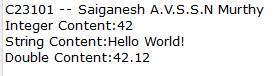 C23101 -- Saiganesh A.V.S.S.N Murthy
Integer Content:42
String Content:Hello World!
Double Content:42.12